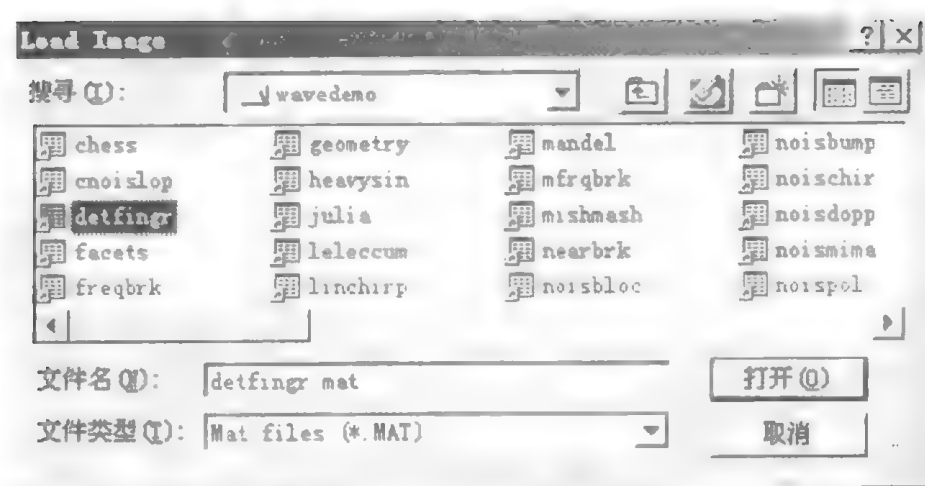 Load Image ? ×
搜寻(I): wavedemo
chess geometry mandel noisbump
cnoislop heavysin mfrqbrk noischir
detfingr julia mishmash noisdopp
facets leleccum nearbrk noismima
freqbrk linchirp noisbloc noispol
文件名(N): detfingr mat 打开(O)
文件类型(T): Mat files (*.MAT) 取消